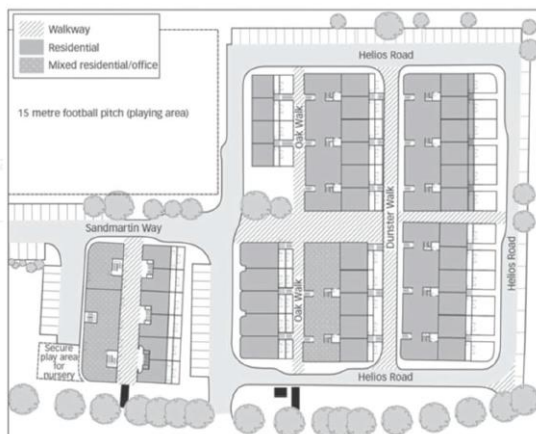 Walkway
Residential
Mixed residential/office
15 metre football pitch (playing area)
Helios Road
Oak Walk
Dunster Walk
Sandmartin Way
Helios Road
Oak Walk
Secure
play area
for
nursery
Helios Road